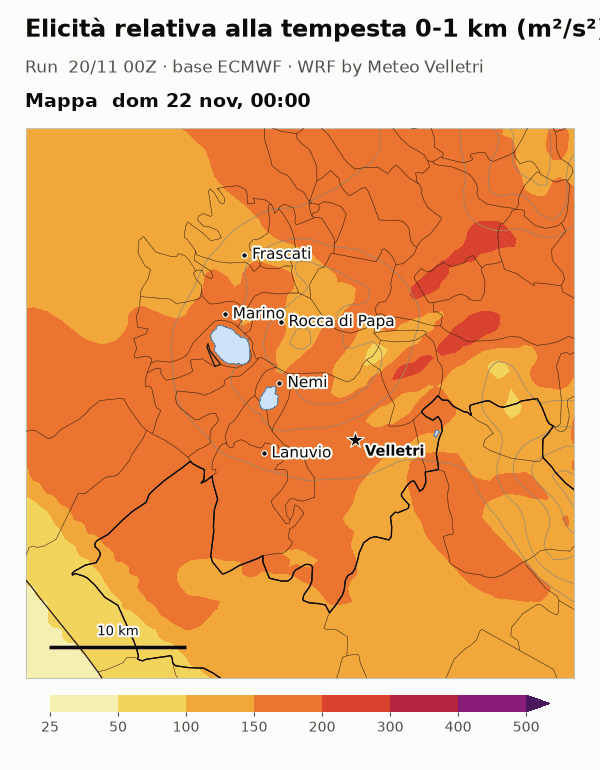 Elicità relativa alla tempesta 0-1 km (m²/s²)
Run  20/11 00Z · base ECMWF · WRF by Meteo Velletri
Mappa  dom 22 nov, 00:00
Frascati
Marino
Rocca di Papa
Nemi
Velletri
Lanuvio
10 km
25 50 100 150 200 300 400 500